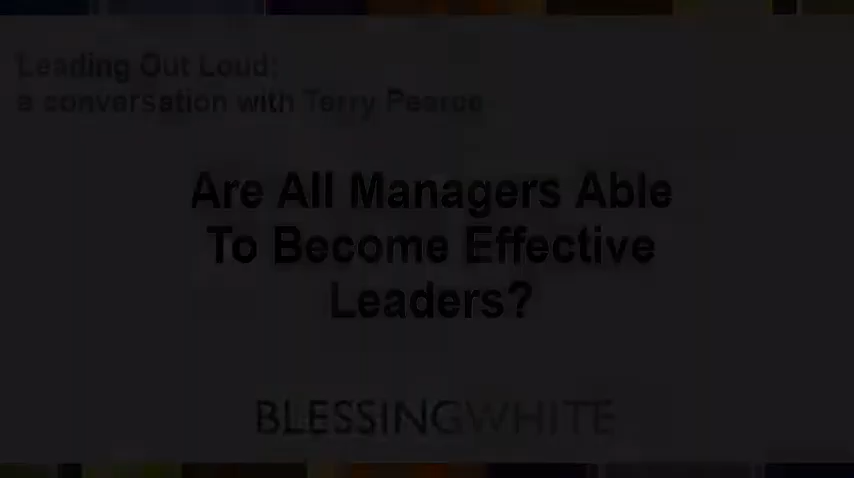 Leading Out Loud:
a conversation with Terry Pearce
Are All Managers Able
To Become Effective
Leaders?
BLESSINGWHITE